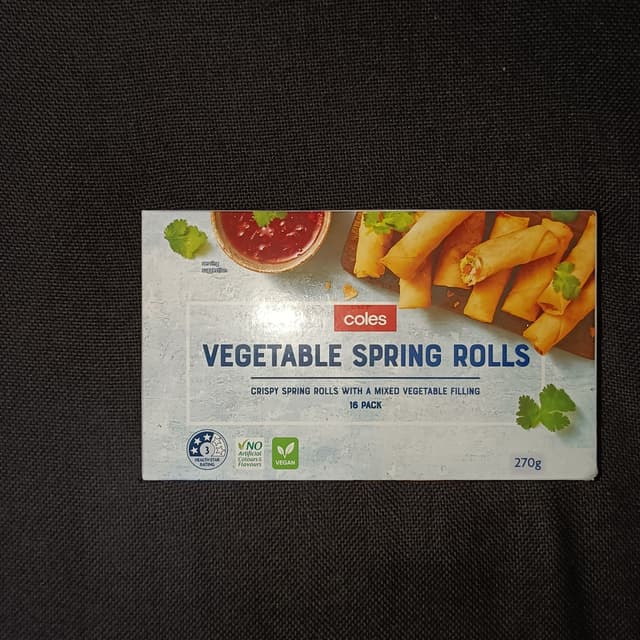 serving
suggestion
coles
VEGETABLE SPRING ROLLS
CRISPY SPRING ROLLS WITH A MIXED VEGETABLE FILLING
16 PACK
3
HEALTH STAR
RATING
NO
Artificial
Colours &
Flavours
VEGAN
270g